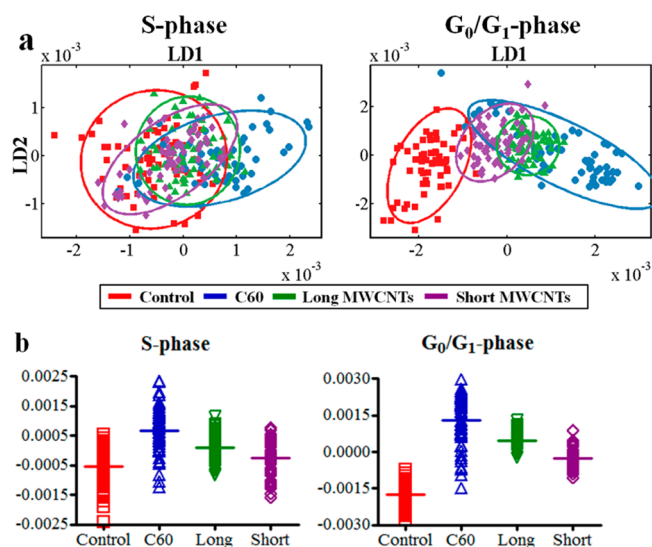 a
S-phase
G₀/G₁-phase
x 10⁻³
LD1
x 10⁻³
LD1
LD2
1
0
-1
-2
-1
0
1
2
x 10⁻³
2
0
-2
-2
0
2
x 10⁻³
Control C60 Long MWCNTs Short MWCNTs
b
S-phase
G₀/G₁-phase
0.0025
0.0015
0.0005
-0.0005
-0.0015
-0.0025
Control C60 Long Short
0.0030
0.0015
0.0000
-0.0015
-0.0030
Control C60 Long Short